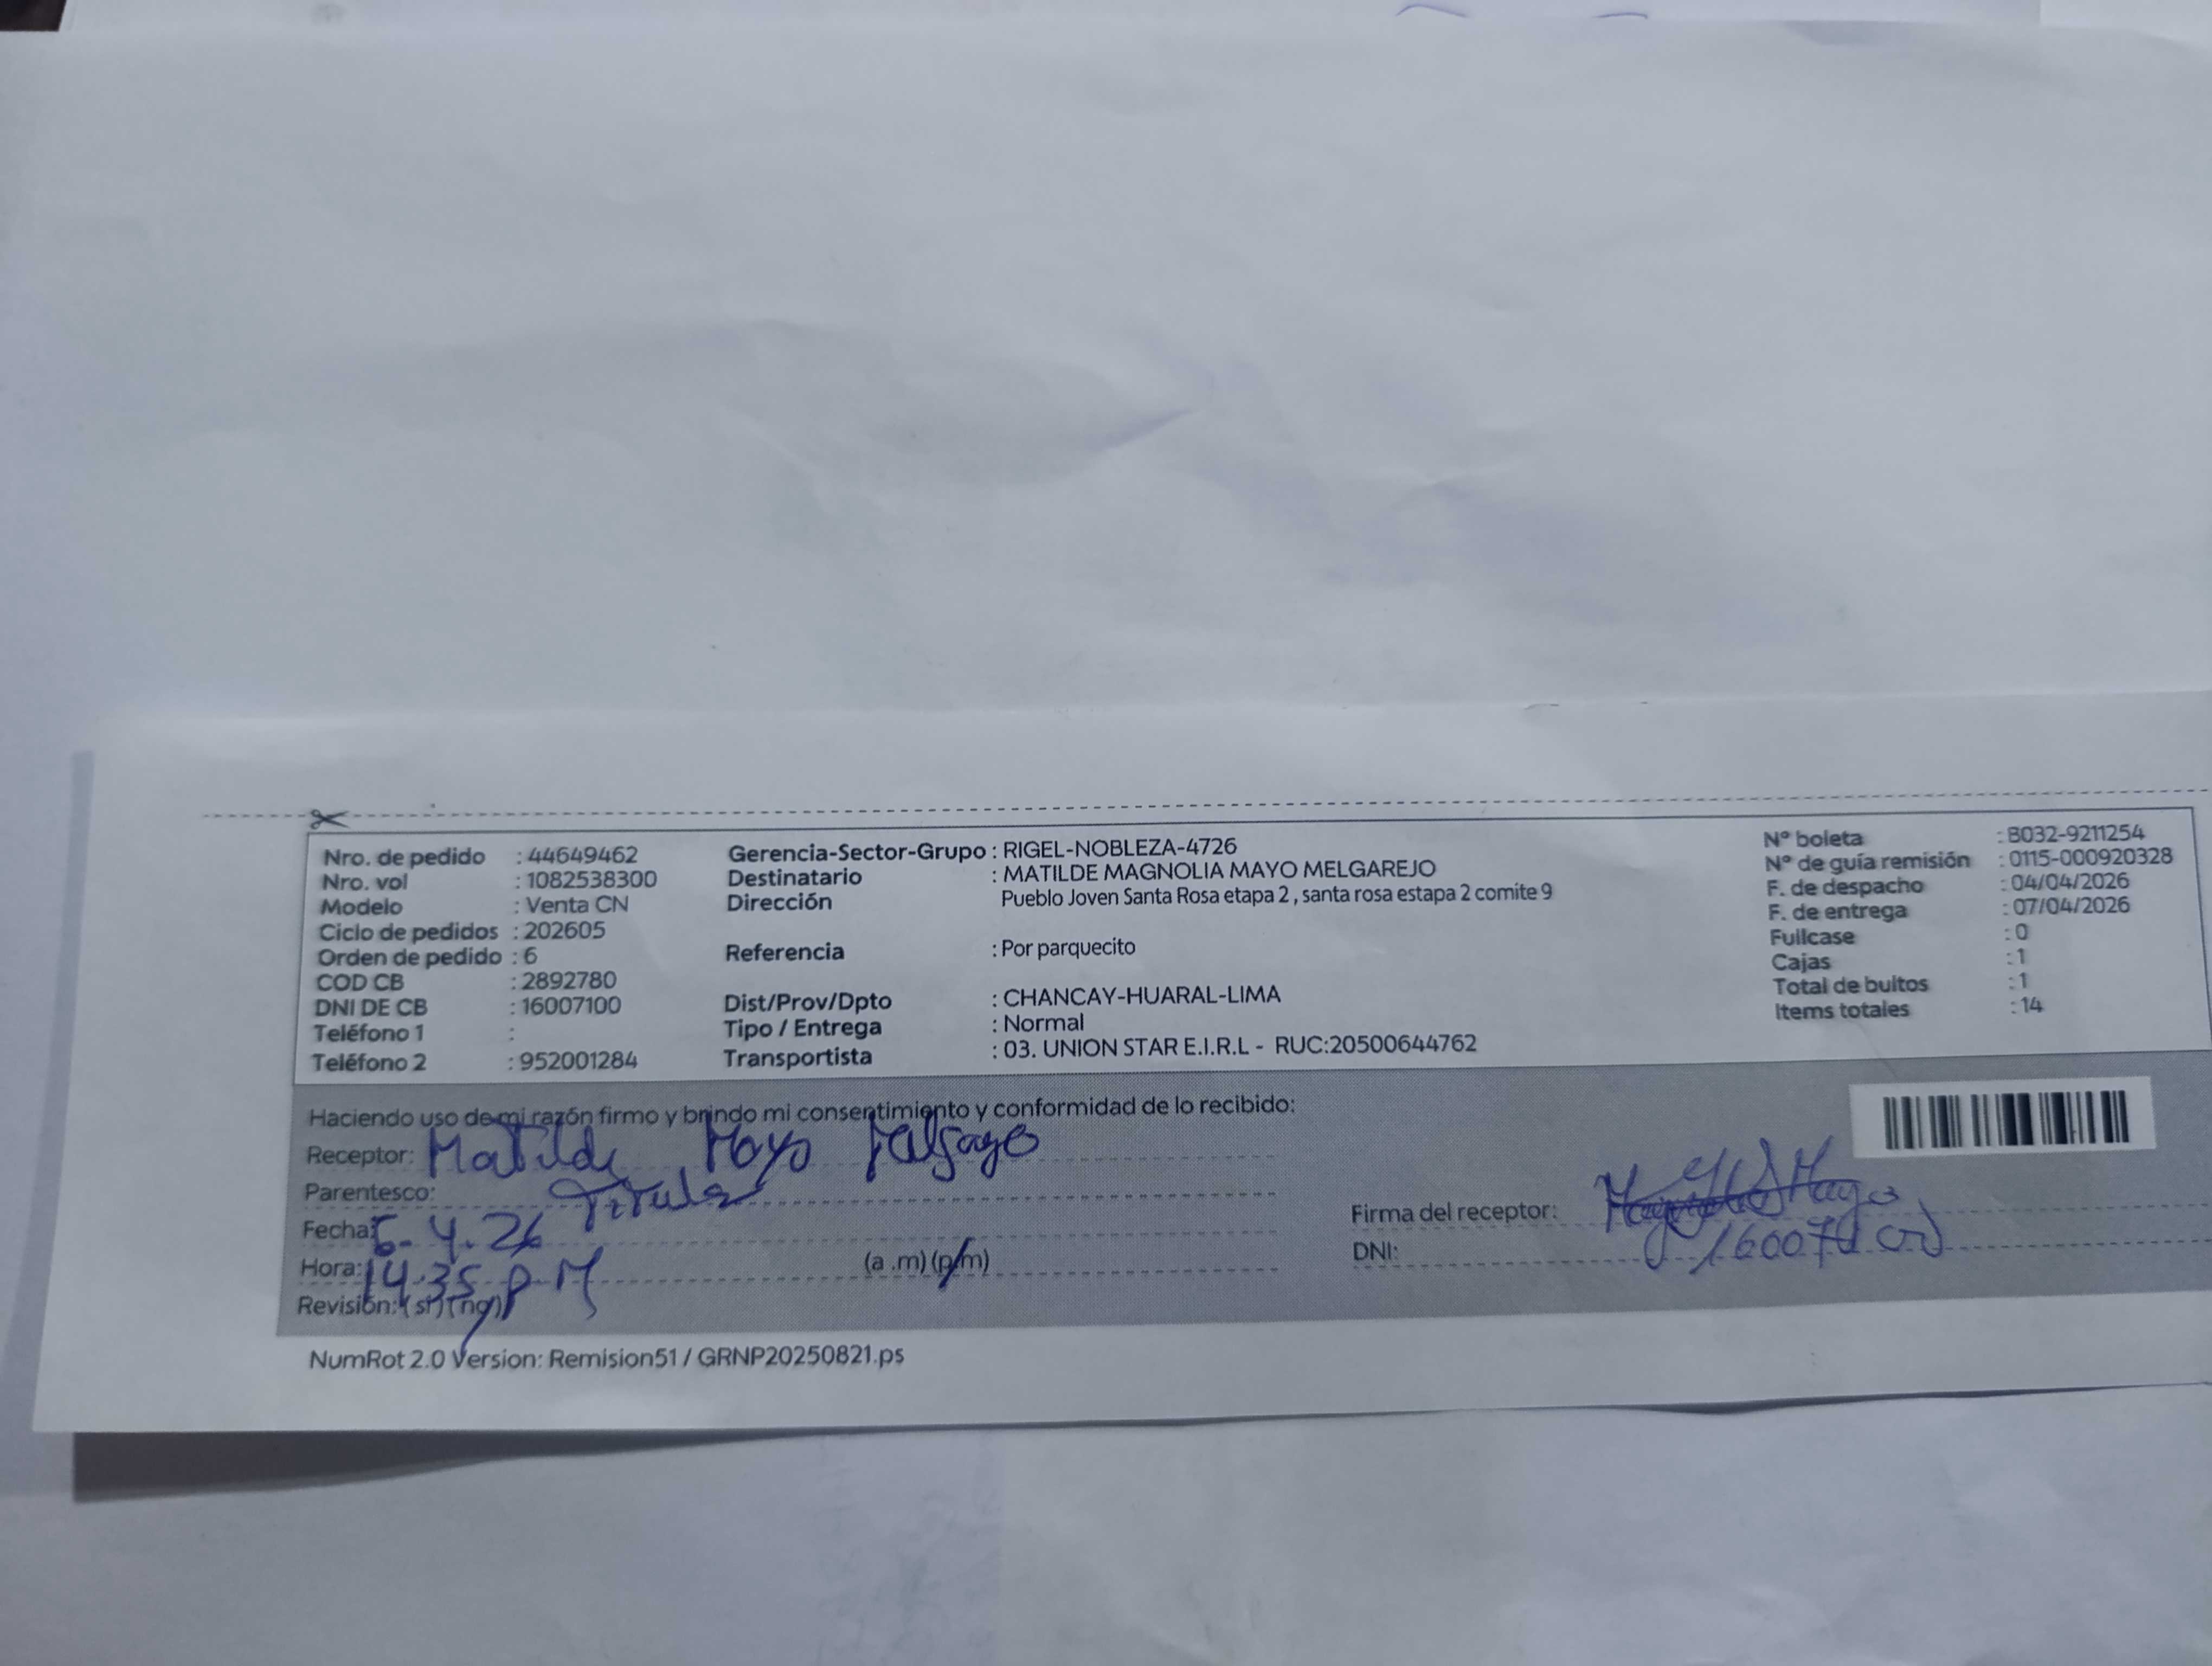 Nro. de pedido : 44649462
Nro. vol : 1082538300
Modelo : Venta CN
Ciclo de pedidos : 202605
Orden de pedido : 6
COD CB : 2892780
DNI DE CB : 16007100
Teléfono 1 :
Teléfono 2 : 952001284
Gerencia-Sector-Grupo : RIGEL-NOBLEZA-4726
Destinatario : MATILDE MAGNOLIA MAYO MELGAREJO
Dirección Pueblo Joven Santa Rosa etapa 2 , santa rosa estapa 2 comite 9
Referencia : Por parquecito
Dist/Prov/Dpto : CHANCAY-HUARAL-LIMA
Tipo / Entrega : Normal
Transportista : 03. UNION STAR E.I.R.L - RUC:20500644762
N° boleta : B032-9211254
N° de guía remisión : 0115-000920328
F. de despacho : 04/04/2026
F. de entrega : 07/04/2026
Fullcase : 0
Cajas : 1
Total de bultos : 1
Items totales : 14
Haciendo uso de mi razón firmo y brindo mi consentimiento y conformidad de lo recibido:
Receptor: Matilde Mayo
Parentesco: Titular
Fecha: 6. 4. 26
Hora: 14.35 P.M (a .m) (p/m)
Revisión: (si) (no)
Firma del receptor: Mayo
DNI:
NumRot 2.0 Version: Remision51 / GRNP20250821.ps